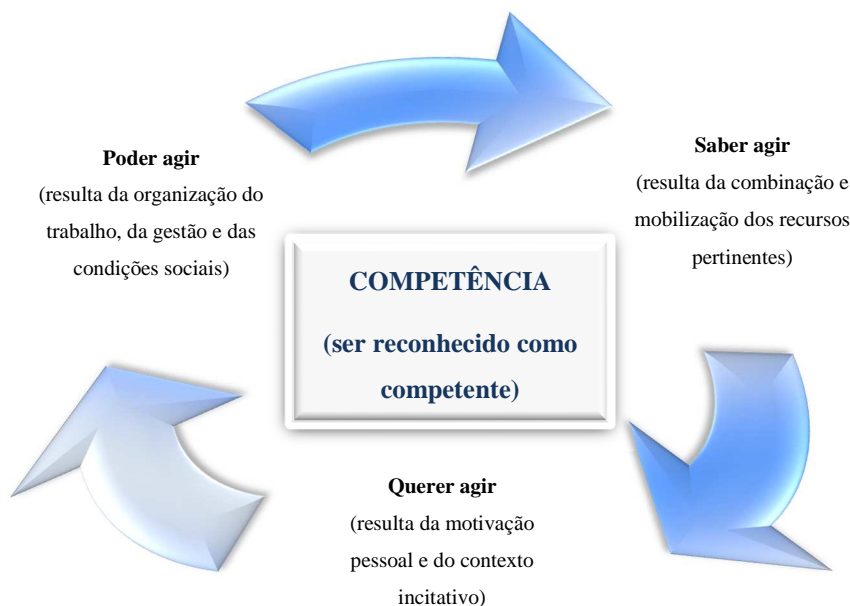 Poder agir
(resulta da organização do
trabalho, da gestão e das
condições sociais)
Saber agir
(resulta da combinação e
mobilização dos recursos
pertinentes)
COMPETÊNCIA
(ser reconhecido como
competente)
Querer agir
(resulta da motivação
pessoal e do contexto
incitativo)